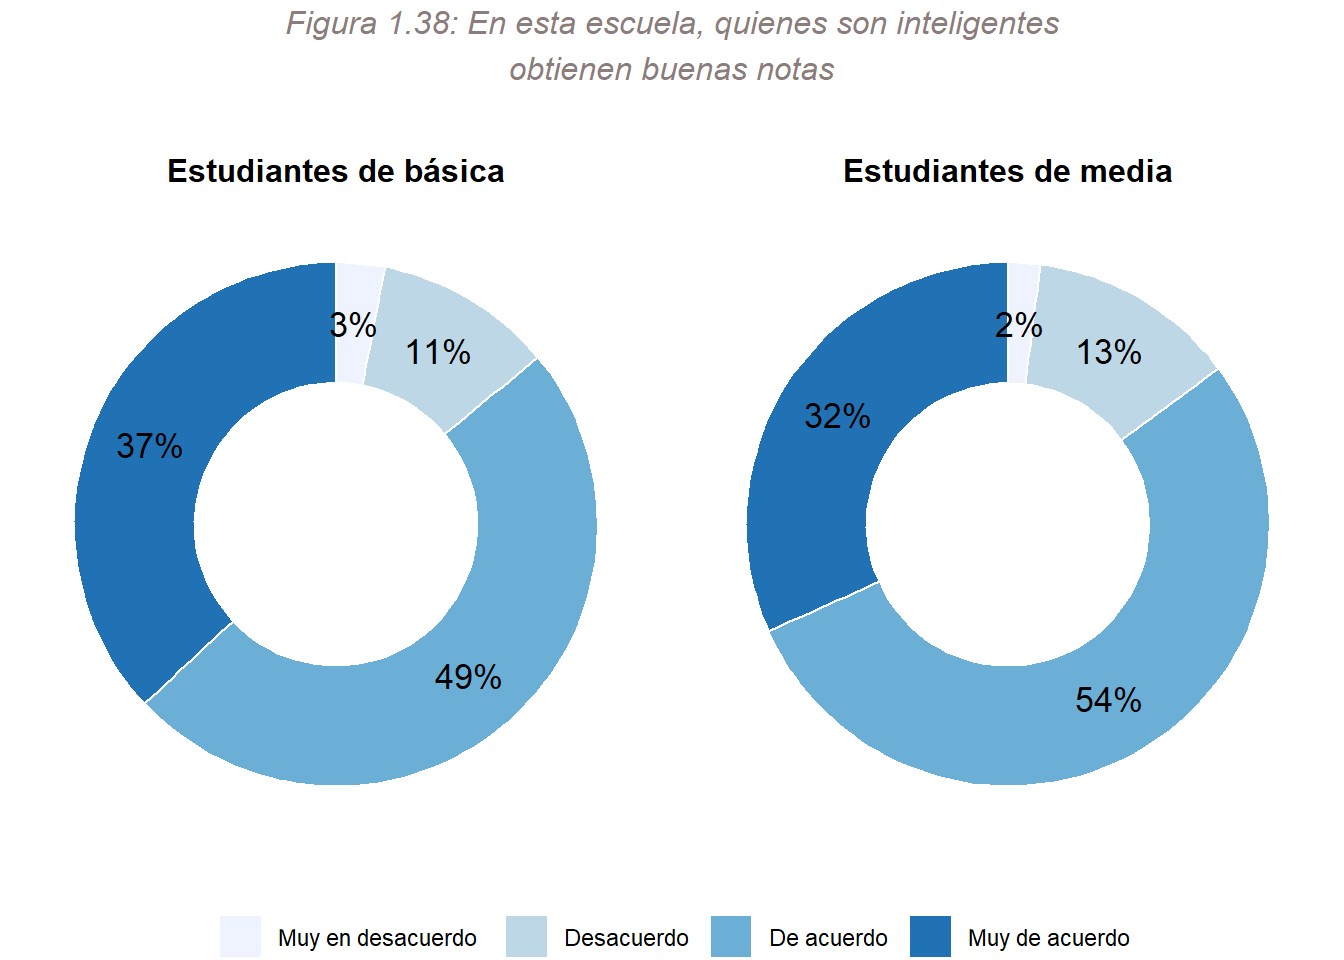 Figura 1.38: En esta escuela, quienes son inteligentes
obtienen buenas notas
Estudiantes de básica
3%
11%
37%
49%
Estudiantes de media
2%
13%
32%
54%
Muy en desacuerdo
Desacuerdo
De acuerdo
Muy de acuerdo